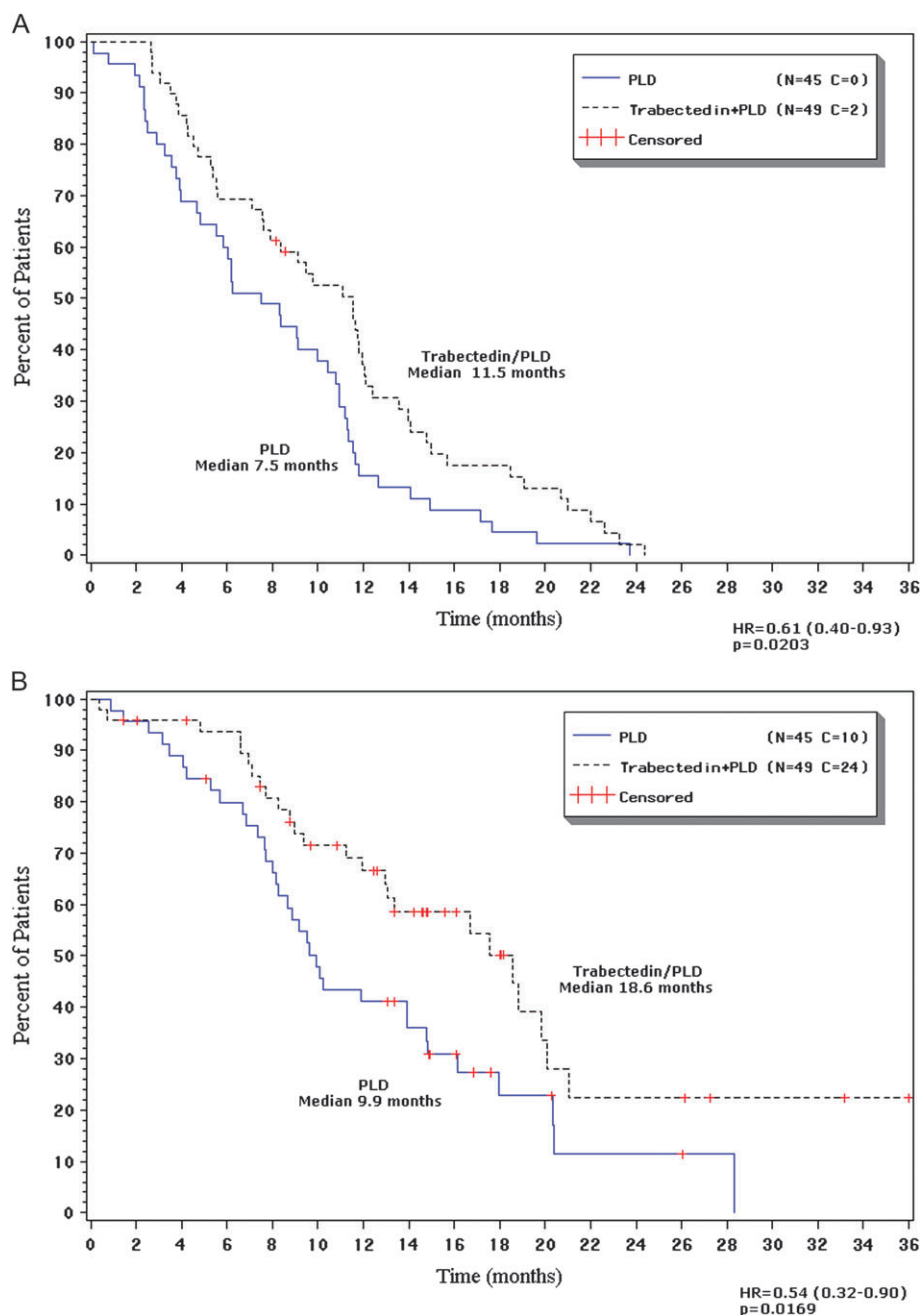 A
100
90
80
70
60
50
40
30
20
10
0
Percent of Patients
PLD (N=45 C=0)
Trabectedin+PLD (N=49 C=2)
Censored
Trabectedin/PLD
Median 11.5 months
PLD
Median 7.5 months
0 2 4 6 8 10 12 14 16 18 20 22 24 26 28 30 32 34 36
Time (months)
HR=0.61 (0.40-0.93)
p=0.0203
B
100
90
80
70
60
50
40
30
20
10
0
Percent of Patients
PLD (N=45 C=10)
Trabectedin+PLD (N=49 C=24)
Censored
Trabectedin/PLD
Median 18.6 months
PLD
Median 9.9 months
0 2 4 6 8 10 12 14 16 18 20 22 24 26 28 30 32 34 36
Time (months)
HR=0.54 (0.32-0.90)
p=0.0169